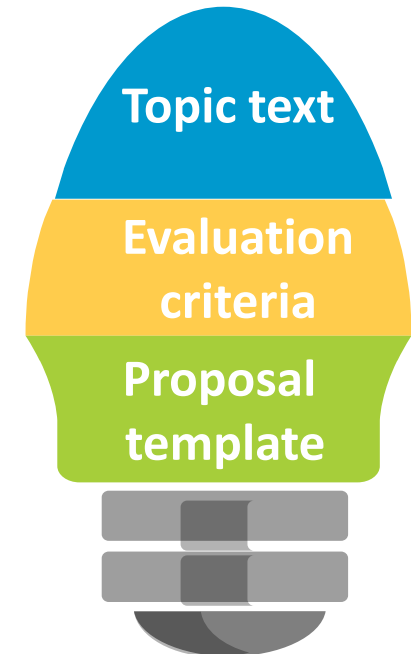 Topic text
Evaluation
criteria
Proposal
template